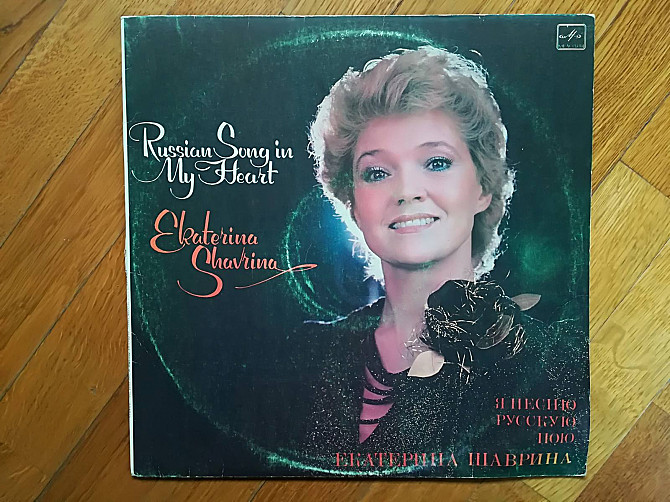 Russian Song in
My Heart
Ekaterina
Shavrina
Я ПЕСНЮ
РУССКУЮ
ПОЮ
ЕКАТЕРИНА ШАВРИНА